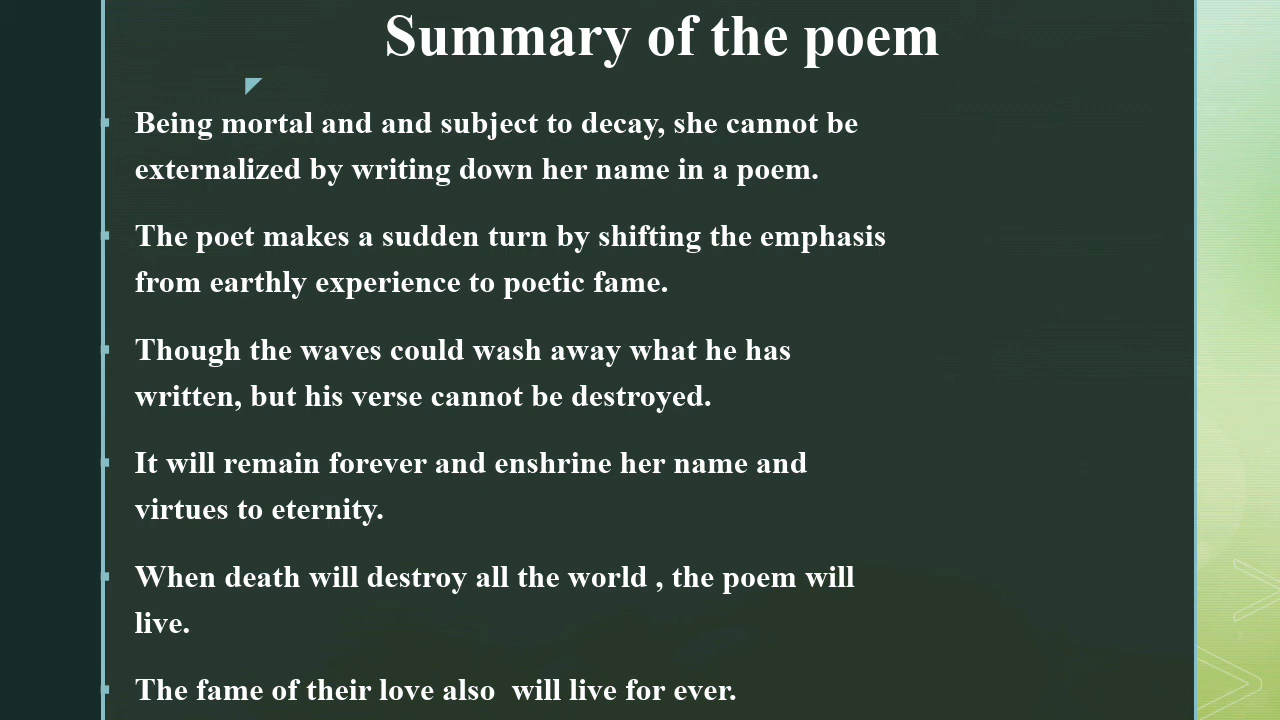 Summary of the poem
Being mortal and and subject to decay, she cannot be
externalized by writing down her name in a poem.
The poet makes a sudden turn by shifting the emphasis
from earthly experience to poetic fame.
Though the waves could wash away what he has
written, but his verse cannot be destroyed.
It will remain forever and enshrine her name and
virtues to eternity.
When death will destroy all the world , the poem will
live.
The fame of their love also  will live for ever.